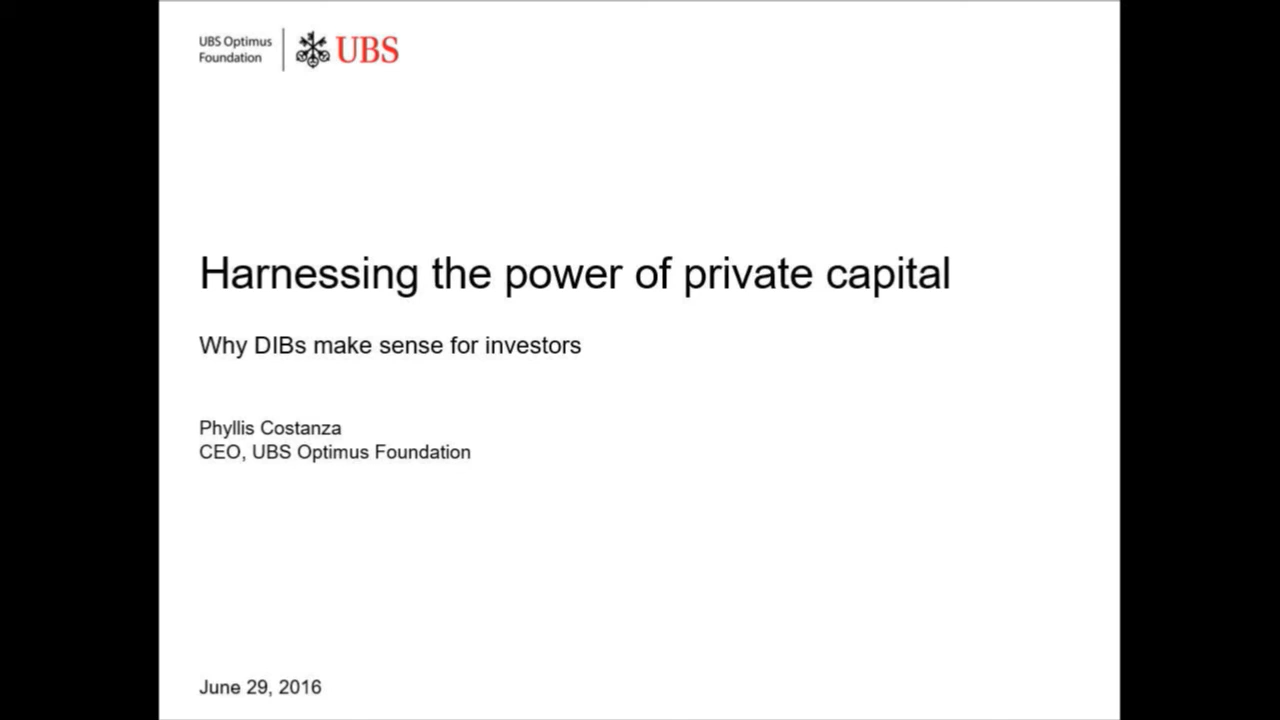 UBS Optimus
Foundation
UBS
Harnessing the power of private capital
Why DIBs make sense for investors
Phyllis Costanza
CEO, UBS Optimus Foundation
June 29, 2016